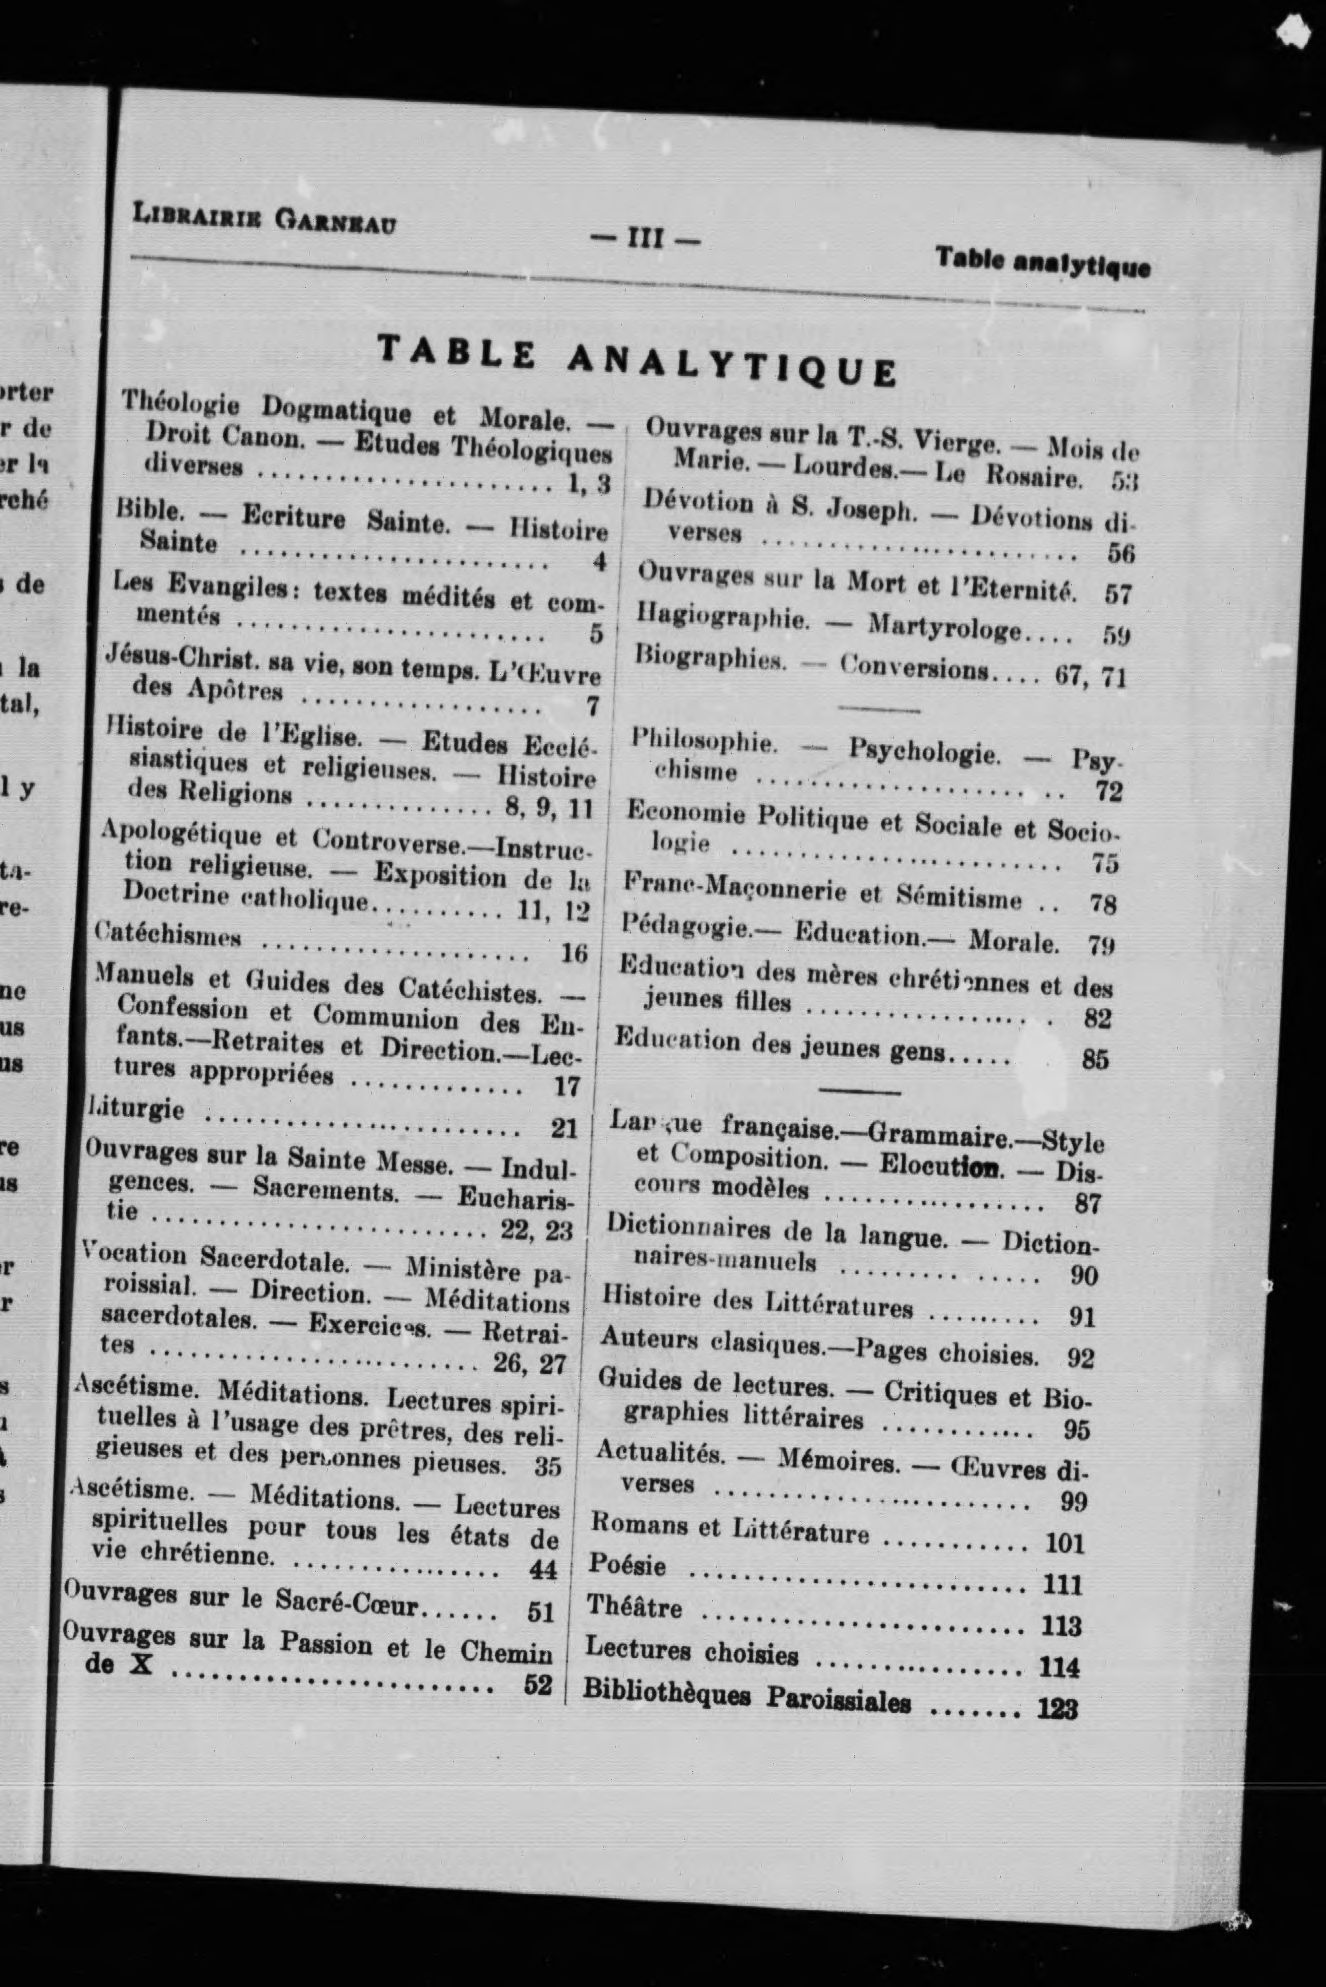 LIBRAIRIE GARNEAU
— III —
Table analytique
TABLE ANALYTIQUE
Théologie Dogmatique et Morale. —
Droit Canon. — Etudes Théologiques
diverses ...................... 1, 3
Bible. — Ecriture Sainte. — Histoire
Sainte ........................ 4
Les Evangiles: textes médités et com-
mentés ........................ 5
Jésus-Christ. sa vie, son temps. L'Œuvre
des Apôtres ................... 7
Histoire de l'Eglise. — Etudes Ecclé-
siastiques et religieuses. — Histoire
des Religions .............. 8, 9, 11
Apologétique et Controverse.—Instruc-
tion religieuse. — Exposition de la
Doctrine catholique.......... 11, 12
Catéchismes .................... 16
Manuels et Guides des Catéchistes. —
Confession et Communion des En-
fants.—Retraites et Direction.—Lec-
tures appropriées ............. 17
Liturgie ........................ 21
Ouvrages sur la Sainte Messe. — Indul-
gences. — Sacrements. — Eucharis-
tie ......................... 22, 23
Vocation Sacerdotale. — Ministère pa-
roissial. — Direction. — Méditations
sacerdotales. — Exercices. — Retrai-
tes ......................... 26, 27
Ascétisme. Méditations. Lectures spiri-
tuelles à l'usage des prêtres, des reli-
gieuses et des personnes pieuses. 35
Ascétisme. — Méditations. — Lectures
spirituelles pour tous les états de
vie chrétienne. ................ 44
Ouvrages sur le Sacré-Cœur...... 51
Ouvrages sur la Passion et le Chemin
de X ........................ 52
Ouvrages sur la T.-S. Vierge. — Mois de
Marie. — Lourdes.— Le Rosaire. 53
Dévotion à S. Joseph. — Dévotions di-
verses ........................ 56
Ouvrages sur la Mort et l'Eternité. 57
Hagiographie. — Martyrologe.... 59
Biographies. — Conversions.... 67, 71
Philosophie. — Psychologie. — Psy-
chisme ....................... 72
Economie Politique et Sociale et Socio-
logie ......................... 75
Franc-Maçonnerie et Sémitisme .. 78
Pédagogie.— Education.— Morale. 79
Education des mères chrétiennes et des
jeunes filles .................. 82
Education des jeunes gens..... 85
Langue française.—Grammaire.—Style
et Composition. — Elocution. — Dis-
cours modèles ................. 87
Dictionnaires de la langue. — Diction-
naires-manuels ......... ..... 90
Histoire des Littératures ......... 91
Auteurs clasiques.—Pages choisies. 92
Guides de lectures. — Critiques et Bio-
graphies littéraires ............ 95
Actualités. — Mémoires. — Œuvres di-
verses ........................ 99
Romans et Littérature ........... 101
Poésie ......................... 111
Théâtre ........................ 113
Lectures choisies ................ 114
Bibliothèques Paroissiales ....... 123